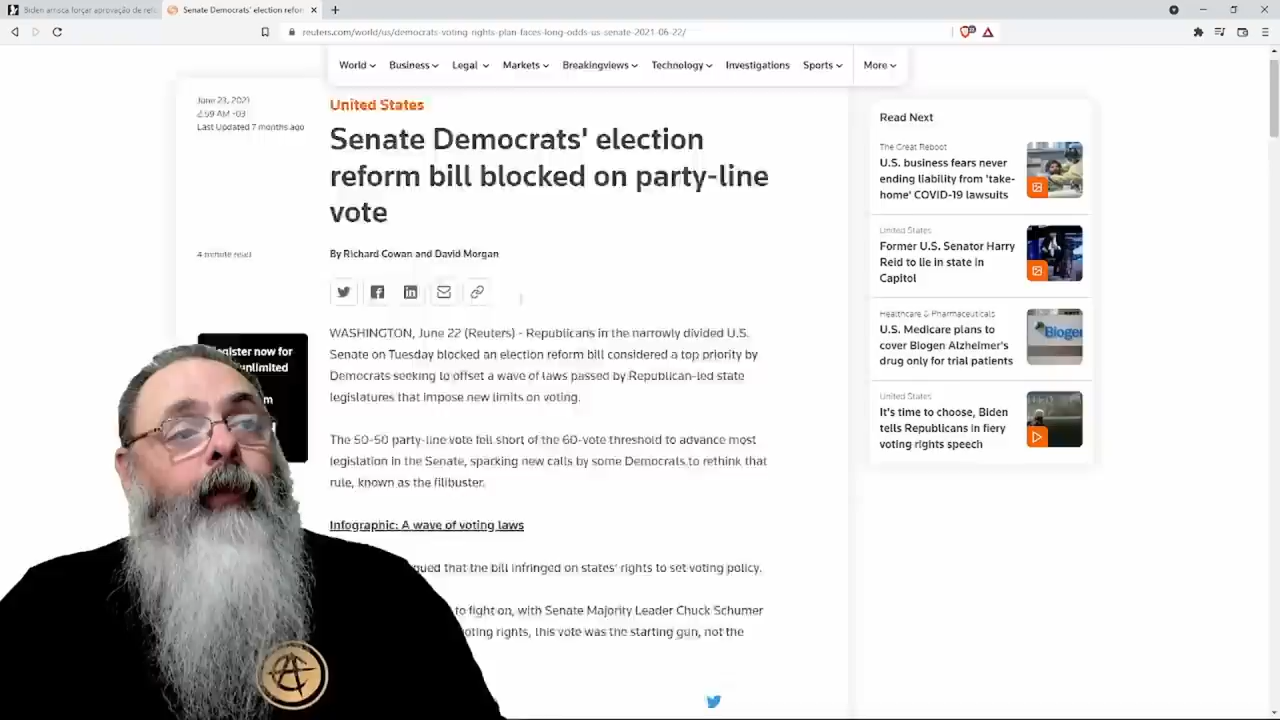 Biden arrisca forçar aprovação de refo
Senate Democrats' election refor
reuters.com/world/us/democrats-voting-rights-plan-faces-long-odds-us-senate-2021-06-22/
World Business Legal Markets Breakingviews Technology Investigations Sports More
June 23, 2021
2:59 AM -03
Last Updated 7 months ago
United States
Senate Democrats' election
reform bill blocked on party-line
vote
4 minute read
By Richard Cowan and David Morgan
egister now for
unlimited
WASHINGTON, June 22 (Reuters) - Republicans in the narrowly divided U.S.
Senate on Tuesday blocked an election reform bill considered a top priority by
Democrats seeking to offset a wave of laws passed by Republican-led state
legislatures that impose new limits on voting.
The 50-50 party-line vote fell short of the 60-vote threshold to advance most
legislation in the Senate, sparking new calls by some Democrats to rethink that
rule, known as the filibuster.
Infographic: A wave of voting laws
gued that the bill infringed on states' rights to set voting policy.
to fight on, with Senate Majority Leader Chuck Schumer
oting rights, this vote was the starting gun, not the
Read Next
The Great Reboot
U.S. business fears never
ending liability from 'take-
home' COVID-19 lawsuits
United States
Former U.S. Senator Harry
Reid to lie in state in
Capitol
Healthcare & Pharmaceuticals
U.S. Medicare plans to
cover Biogen Alzheimer's
drug only for trial patients
Biogen
United States
It's time to choose, Biden
tells Republicans in fiery
voting rights speech